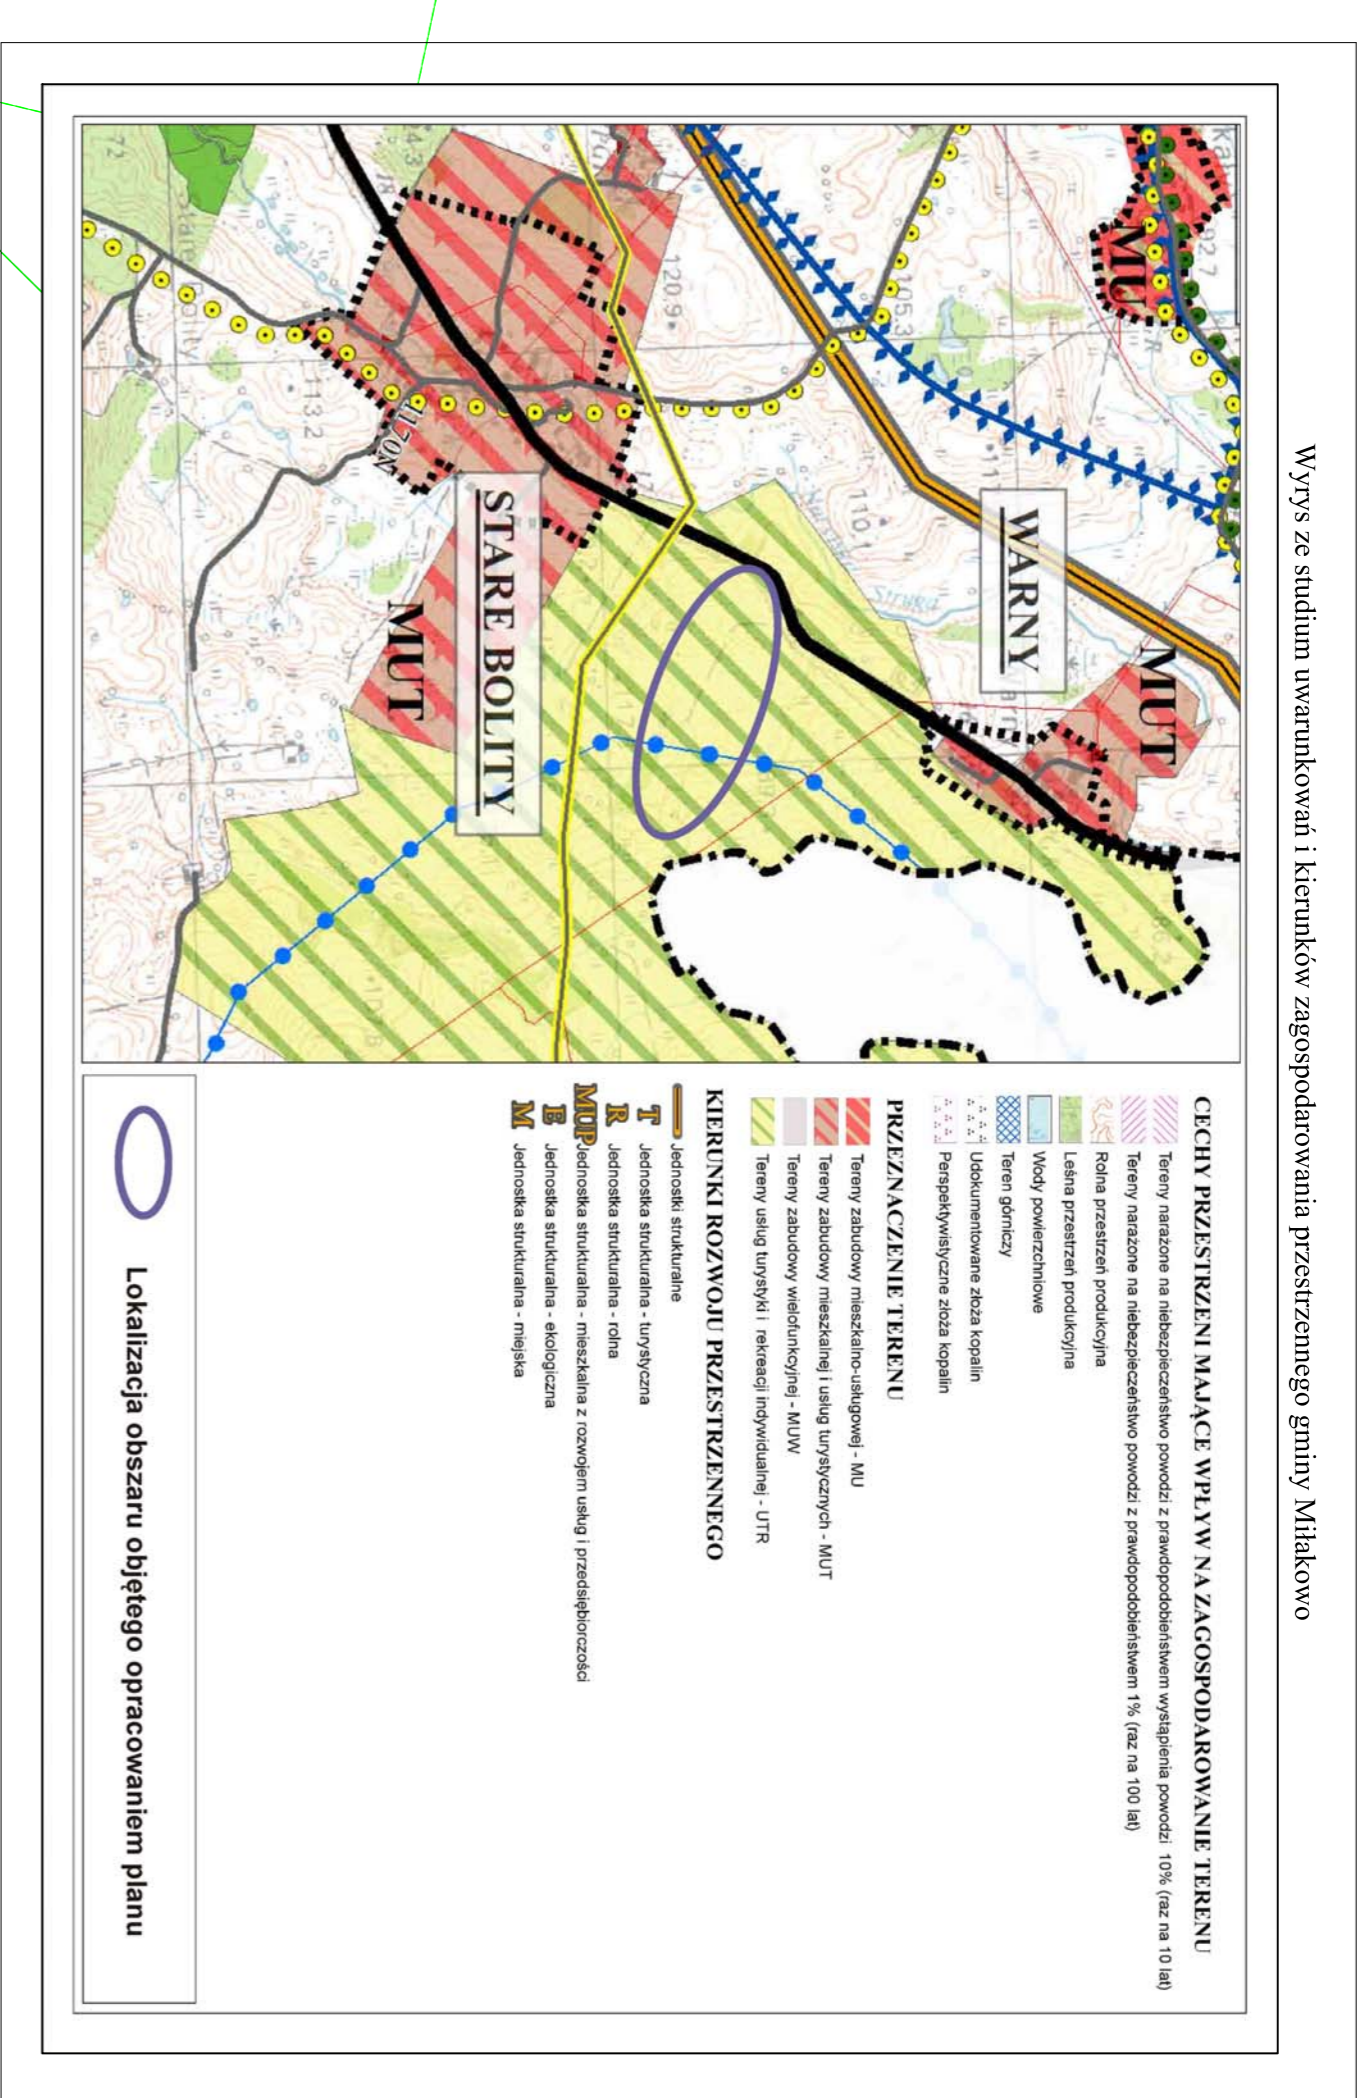 Wyrys ze studium uwarunkowań i kierunków zagospodarowania przestrzennego gminy Miłakowo
MU
92.7
105.3
120.9
110.1
Struga
113.2
1170N
72
WARNY
MUT
STARE BOLITY
MUT
CECHY PRZESTRZENI MAJĄCE WPŁYW NA ZAGOSPODAROWANIE TERENU
Tereny narażone na niebezpieczeństwo powodzi z prawdopodobieństwem wystąpienia powodzi 10% (raz na 10 lat)
Tereny narażone na niebezpieczeństwo powodzi z prawdopodobieństwem 1% (raz na 100 lat)
Rolna przestrzeń produkcyjna
Leśna przestrzeń produkcyjna
Wody powierzchniowe
Teren górniczy
Udokumentowane złoża kopalin
Perspektywistyczne złoża kopalin
PRZEZNACZENIE TERENU
Tereny zabudowy mieszkalno-usługowej - MU
Tereny zabudowy mieszkalnej i usług turystycznych - MUT
Tereny zabudowy wielofunkcyjnej - MUW
Tereny usług turystyki i rekreacji indywidualnej - UTR
KIERUNKI ROZWOJU PRZESTRZENNEGO
Jednostki strukturalne
T Jednostka strukturalna - turystyczna
R Jednostka strukturalna - rolna
MUP Jednostka strukturalna - mieszkalna z rozwojem usług i przedsiębiorczości
E Jednostka strukturalna - ekologiczna
M Jednostka strukturalna - miejska
Lokalizacja obszaru objętego opracowaniem planu